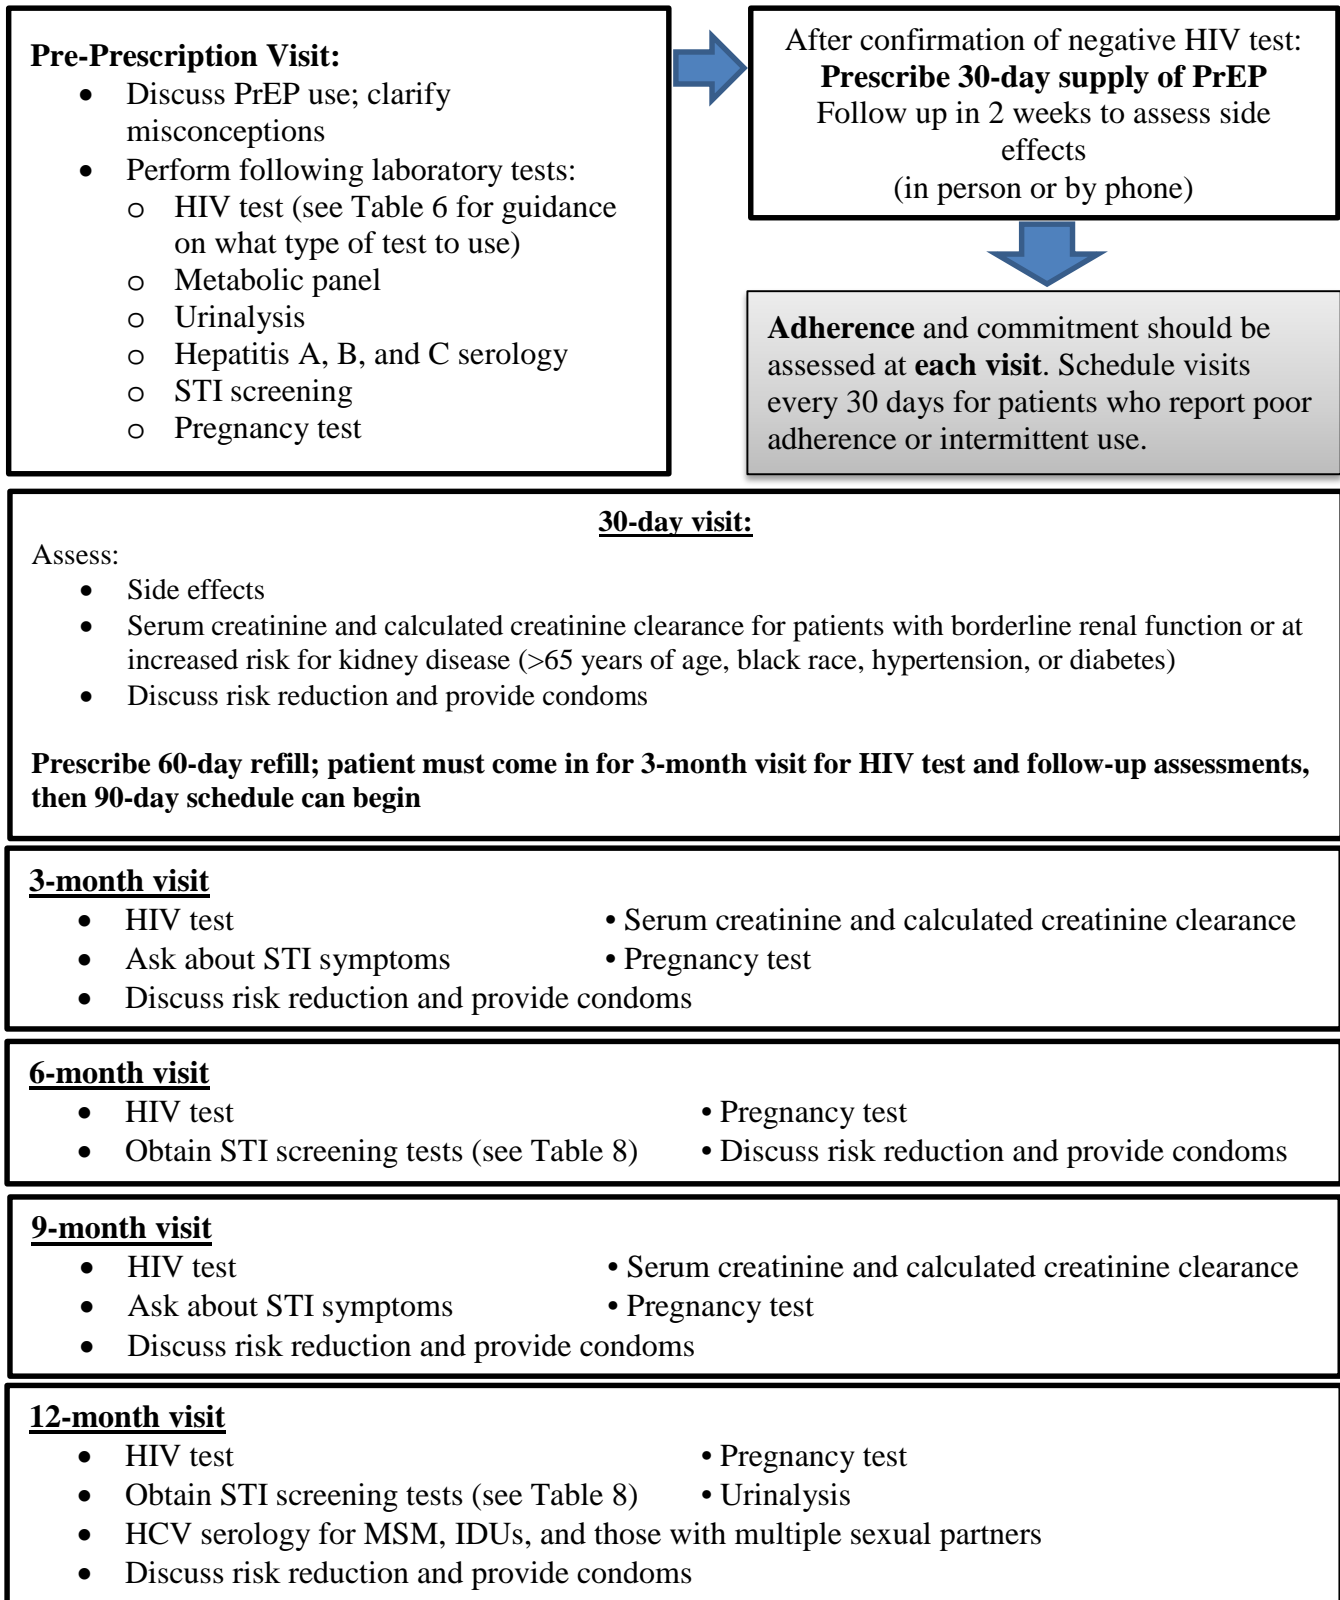 Pre-Prescription Visit:
• Discuss PrEP use; clarify
misconceptions
• Perform following laboratory tests:
o HIV test (see Table 6 for guidance
on what type of test to use)
o Metabolic panel
o Urinalysis
o Hepatitis A, B, and C serology
o STI screening
o Pregnancy test
After confirmation of negative HIV test:
Prescribe 30-day supply of PrEP
Follow up in 2 weeks to assess side
effects
(in person or by phone)
Adherence and commitment should be
assessed at each visit. Schedule visits
every 30 days for patients who report poor
adherence or intermittent use.
30-day visit:
Assess:
• Side effects
• Serum creatinine and calculated creatinine clearance for patients with borderline renal function or at
increased risk for kidney disease (>65 years of age, black race, hypertension, or diabetes)
• Discuss risk reduction and provide condoms
Prescribe 60-day refill; patient must come in for 3-month visit for HIV test and follow-up assessments,
then 90-day schedule can begin
3-month visit
• HIV test • Serum creatinine and calculated creatinine clearance
• Ask about STI symptoms • Pregnancy test
• Discuss risk reduction and provide condoms
6-month visit
• HIV test • Pregnancy test
• Obtain STI screening tests (see Table 8) • Discuss risk reduction and provide condoms
9-month visit
• HIV test • Serum creatinine and calculated creatinine clearance
• Ask about STI symptoms • Pregnancy test
• Discuss risk reduction and provide condoms
12-month visit
• HIV test • Pregnancy test
• Obtain STI screening tests (see Table 8) • Urinalysis
• HCV serology for MSM, IDUs, and those with multiple sexual partners
• Discuss risk reduction and provide condoms